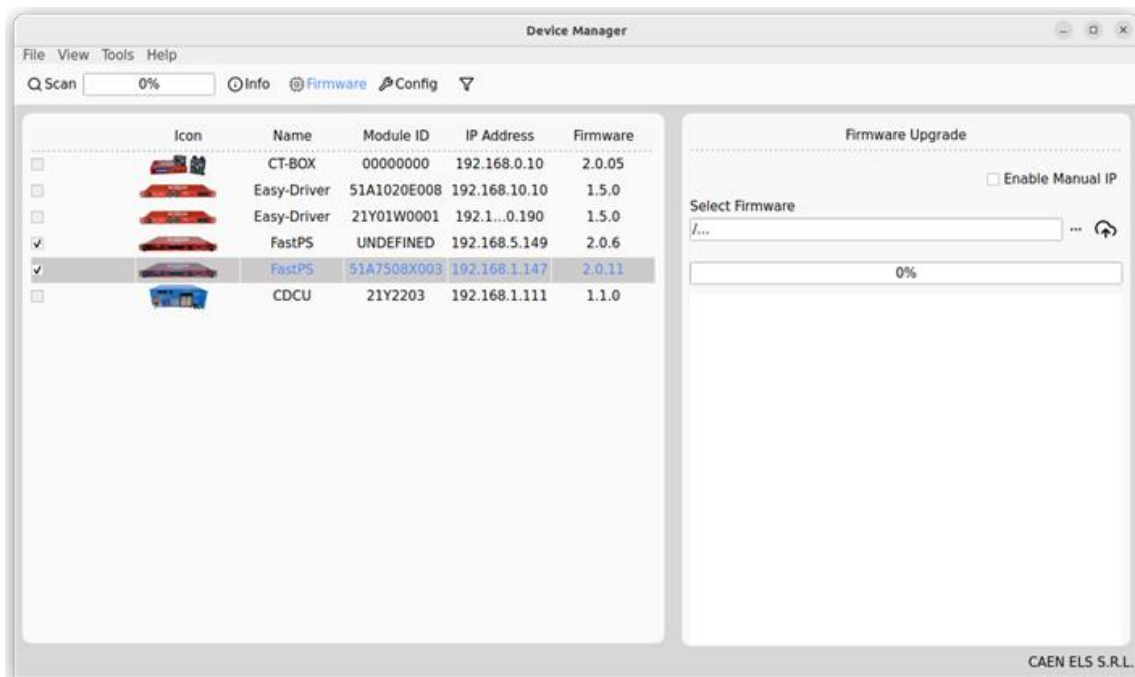 Device Manager
File View Tools Help
Scan 0% Info Firmware Config
Icon Name Module ID IP Address Firmware
CT-BOX 00000000 192.168.0.10 2.0.05
Easy-Driver 51A1020E008 192.168.10.10 1.5.0
Easy-Driver 21Y01W0001 192.1...0.190 1.5.0
FastPS UNDEFINED 192.168.5.149 2.0.6
FastPS 51A7508X003 192.168.1.147 2.0.11
CDCU 21Y2203 192.168.1.111 1.1.0
Firmware Upgrade
Enable Manual IP
Select Firmware
/... ...
0%
CAEN ELS S.R.L.